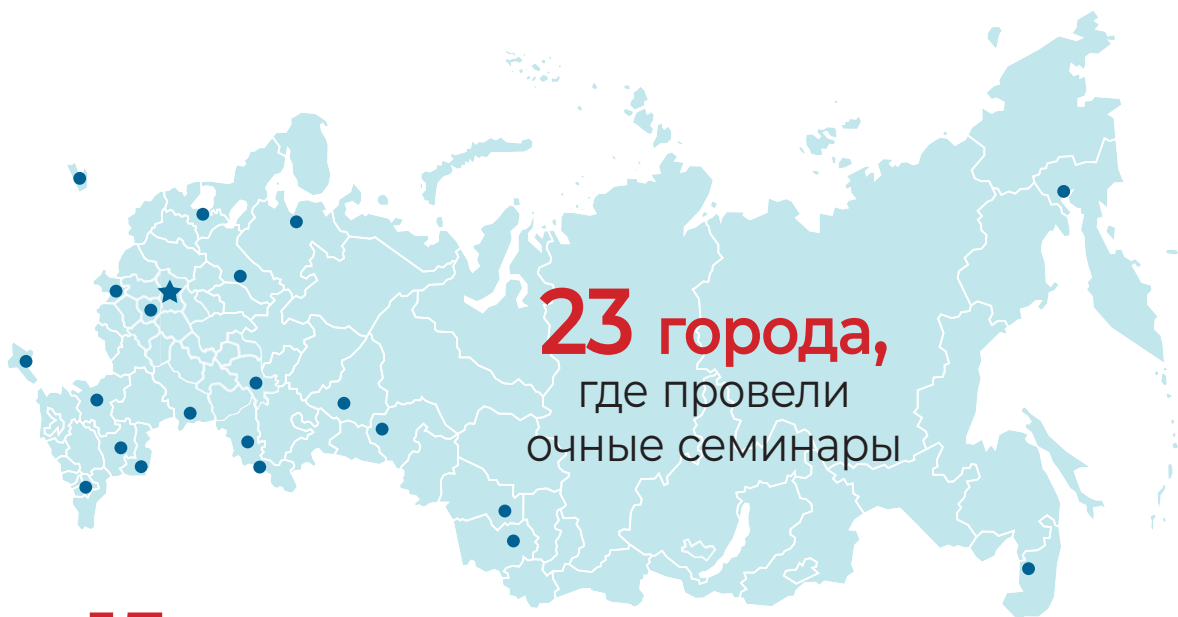 23 города,
где провели
очные семинары